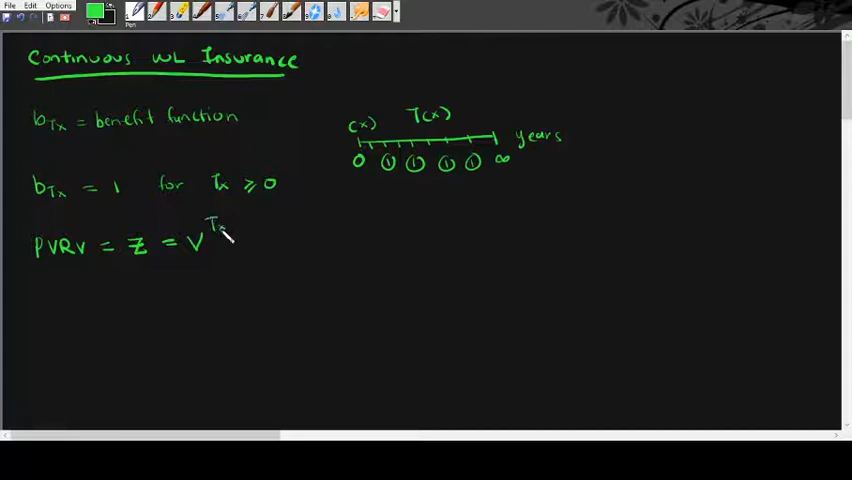 File Edit Options
Pen
Continuous WL Insurance
b_Tx = benefit function
(x) T(x)
years
0 1 1 1 1 ∞
b_Tx = 1 for Tx ≥ 0
PVRV = Z = V^Tx